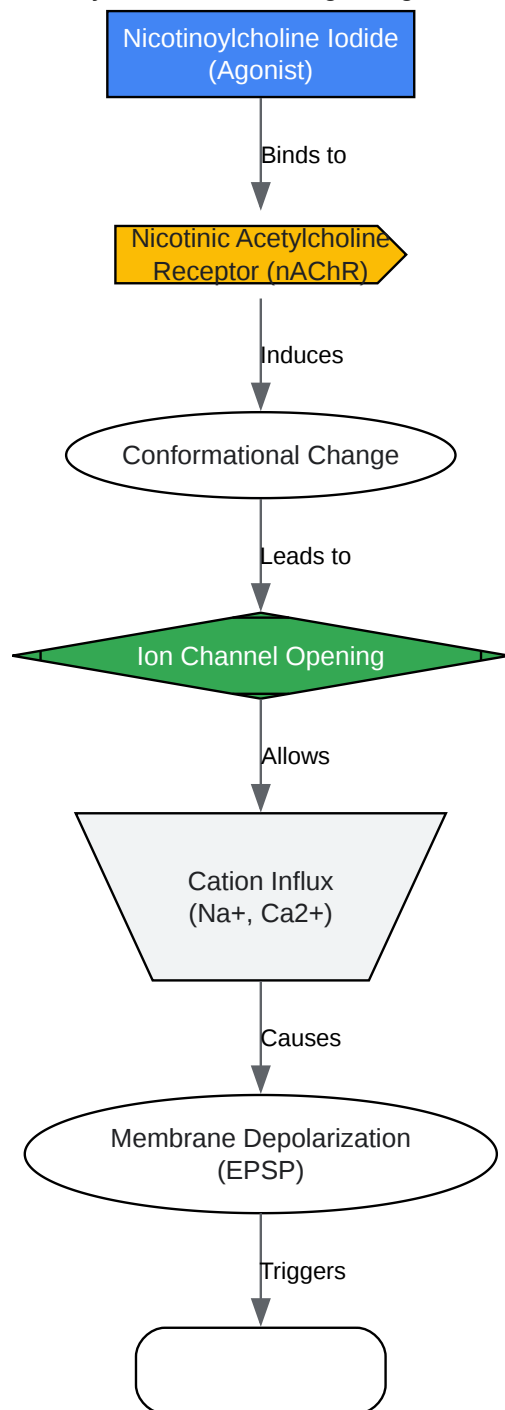 Nicotinoylcholine Iodide
(Agonist)
Binds to
Nicotinic Acetylcholine
Receptor (nAChR)
Induces
Conformational Change
Leads to
Ion Channel Opening
Allows
Cation Influx
(Na+, Ca2+)
Causes
Membrane Depolarization
(EPSP)
Triggers